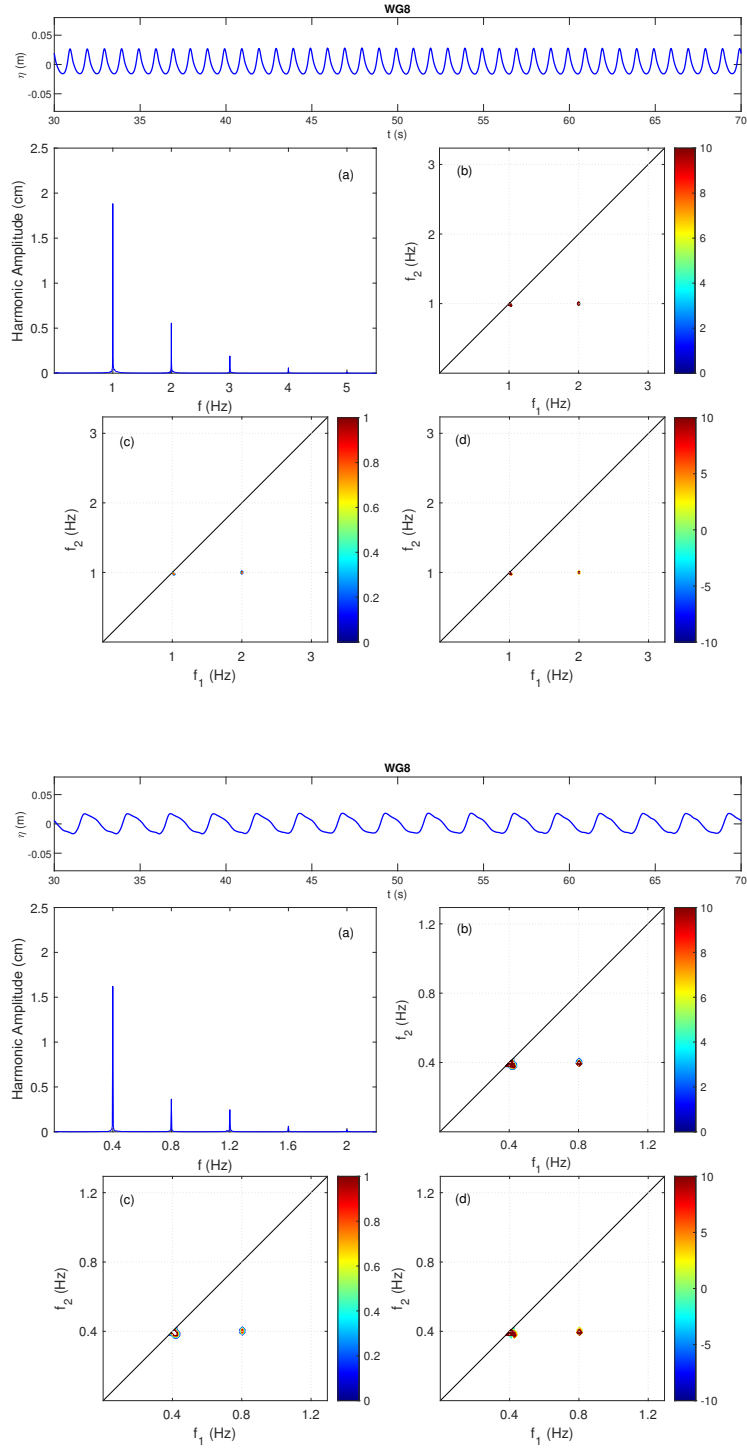 WG8
0.05
0
-0.05
η (m)
30 35 40 45 50 55 60 65 70
t (s)
2.5
2
1.5
1
0.5
0
Harmonic Amplitude (cm)
(a)
1 2 3 4 5
f (Hz)
3
2
1
f2 (Hz)
(b)
1 2 3
f1 (Hz)
10
8
6
4
2
0
3
2
1
f2 (Hz)
(c)
1 2 3
f1 (Hz)
1
0.8
0.6
0.4
0.2
0
3
2
1
f2 (Hz)
(d)
1 2 3
f1 (Hz)
10
5
0
-5
-10
WG8
0.05
0
-0.05
η (m)
30 35 40 45 50 55 60 65 70
t (s)
2.5
2
1.5
1
0.5
0
Harmonic Amplitude (cm)
(a)
0.4 0.8 1.2 1.6 2
f (Hz)
1.2
0.8
0.4
f2 (Hz)
(b)
0.4 0.8 1.2
f1 (Hz)
10
8
6
4
2
0
1.2
0.8
0.4
f2 (Hz)
(c)
0.4 0.8 1.2
f1 (Hz)
1
0.8
0.6
0.4
0.2
0
1.2
0.8
0.4
f2 (Hz)
(d)
0.4 0.8 1.2
f1 (Hz)
10
5
0
-5
-10